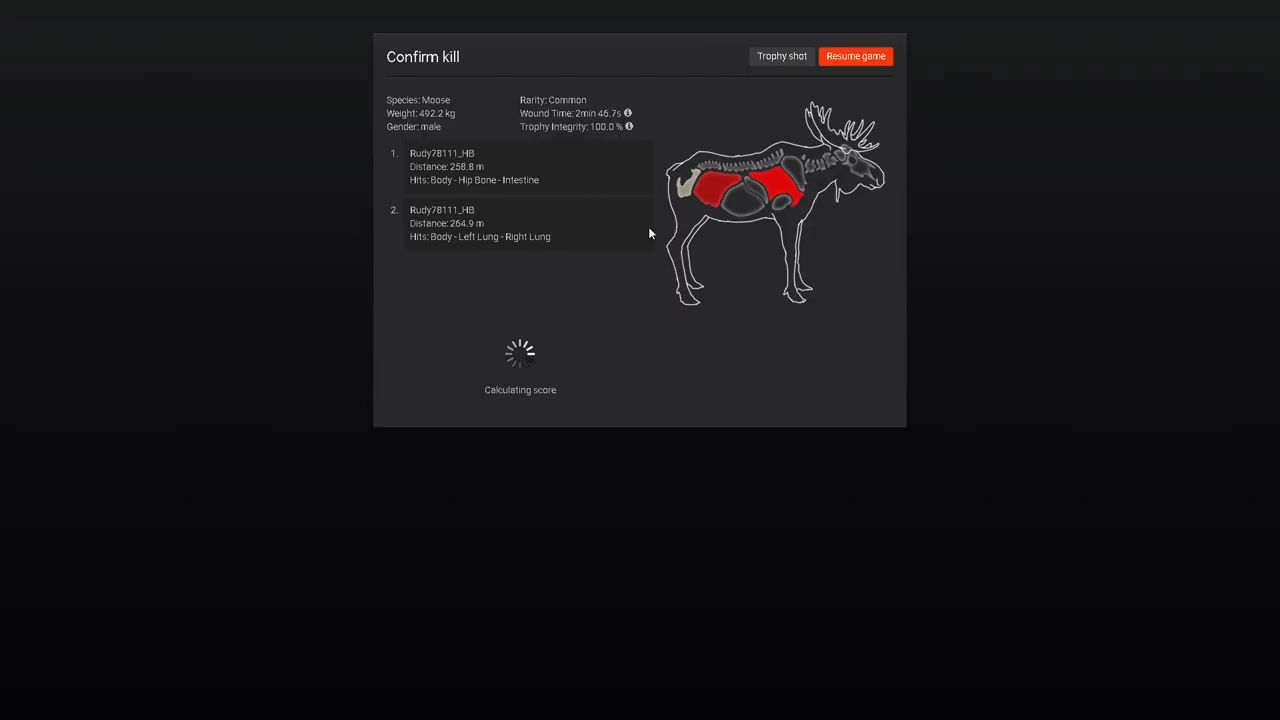 Confirm kill
Trophy shot
Resume game
Species: Moose
Weight: 492.2 kg
Gender: male
Rarity: Common
Wound Time: 2min 46.7s
Trophy Integrity: 100.0 %
1.
Rudy78111_HB
Distance: 258.8 m
Hits: Body - Hip Bone - Intestine
2.
Rudy78111_HB
Distance: 264.9 m
Hits: Body - Left Lung - Right Lung
Calculating score